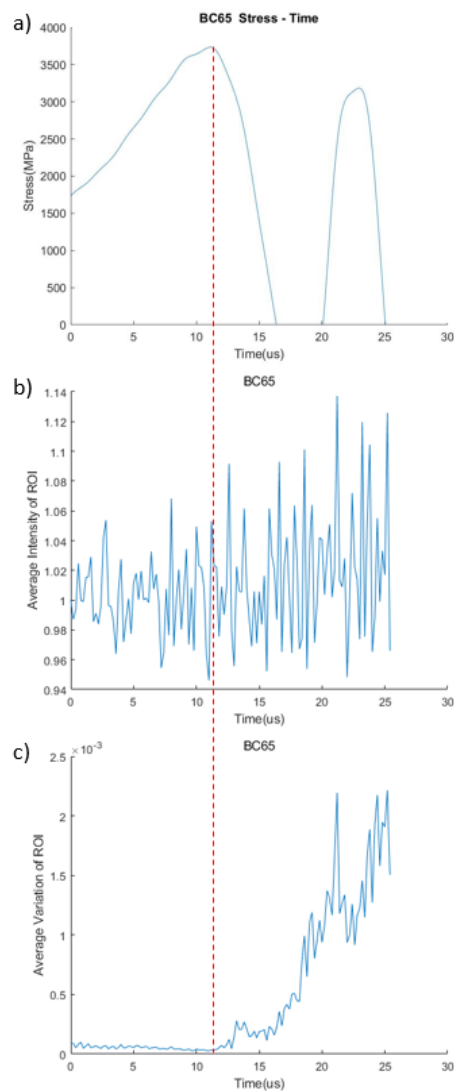 a)
BC65 Stress - Time
4000
3500
3000
2500
2000
1500
1000
500
0
Stress(MPa)
0 5 10 15 20 25 30
Time(us)
b)
BC65
1.14
1.12
1.1
1.08
1.06
1.04
1.02
1
0.98
0.96
0.94
Average Intensity of ROI
0 5 10 15 20 25 30
Time(us)
c)
BC65
×10⁻³
2.5
2
1.5
1
0.5
0
Average Variation of ROI
0 5 10 15 20 25 30
Time(us)